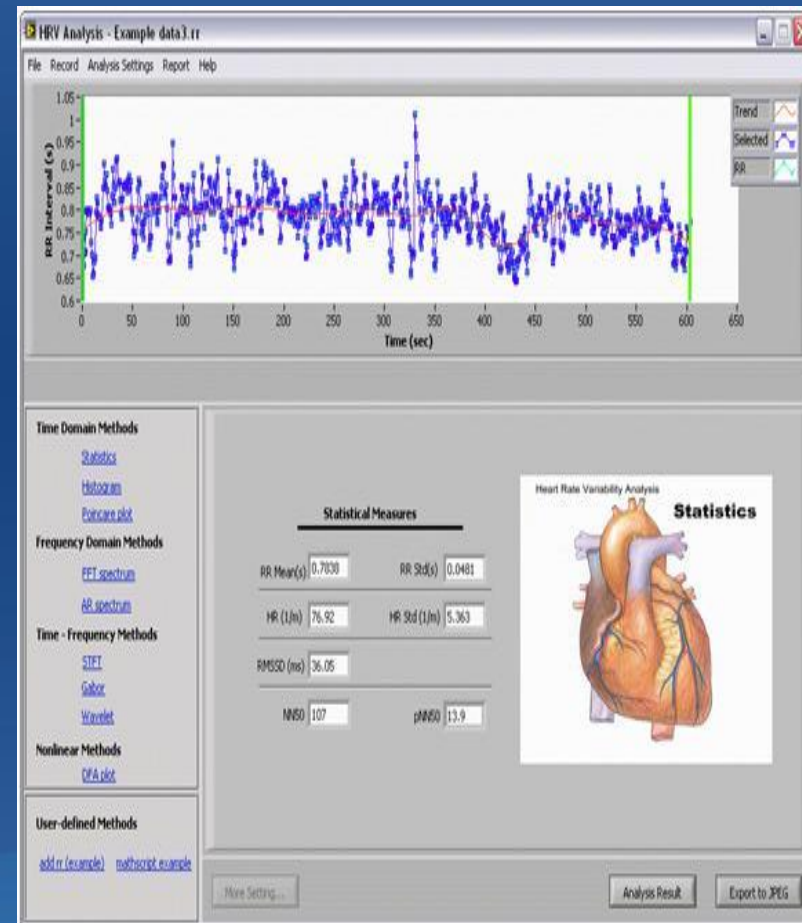 HRV Analysis - Example data3.rr
File Record Analysis Settings Report Help
1.05
1
0.95
0.9
0.85
0.8
0.75
0.7
0.65
0.6
RR Interval (s)
0 50 100 150 200 250 300 350 400 450 500 550 600 650
Time (sec)
Trend
Selected
RR
Time Domain Methods
Statistics
Histogram
Poincare plot
Frequency Domain Methods
FFT spectrum
AR spectrum
Time - Frequency Methods
STFT
Gabor
Wavelet
Nonlinear Methods
DFA plot
User-defined Methods
add rr (example) mathscript example
Statistical Measures
RR Mean(s) 0.7838 RR Std(s) 0.0481
HR (1/m) 76.92 HR Std (1/m) 5.363
RMSSD (ms) 36.05
NN50 107 pNN50 13.9
Heart Rate Variability Analysis
Statistics
More Setting...
Analysis Result
Export to JPEG